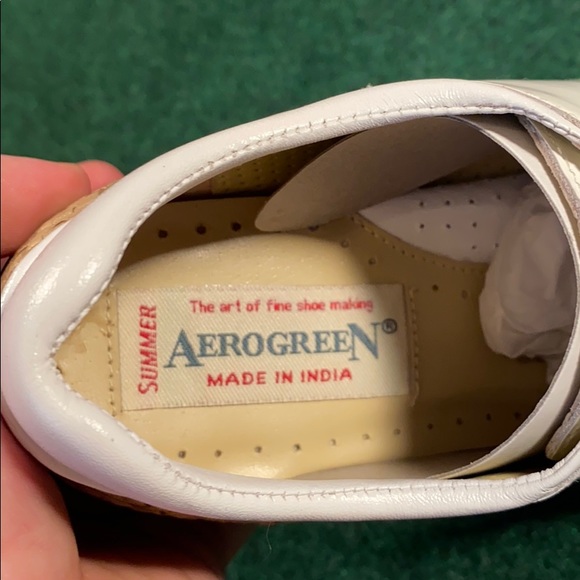 SUMMER
The art of fine shoe making
AEROGREEN®
MADE IN INDIA